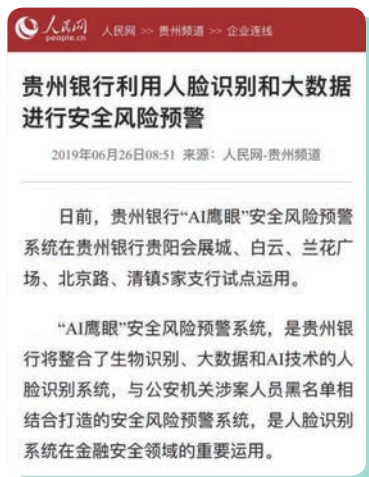 人民网
people.cn
人民网 >> 贵州频道 >> 企业连线
贵州银行利用人脸识别和大数据
进行安全风险预警
2019年06月26日08:51 来源：人民网-贵州频道
日前，贵州银行“AI鹰眼”安全风险预警
系统在贵州银行贵阳会展城、白云、兰花广
场、北京路、清镇5家支行试点运用。
“AI鹰眼”安全风险预警系统，是贵州银
行将整合了生物识别、大数据和AI技术的人
脸识别系统，与公安机关涉案人员黑名单相
结合打造的安全风险预警系统，是人脸识别
系统在金融安全领域的重要运用。